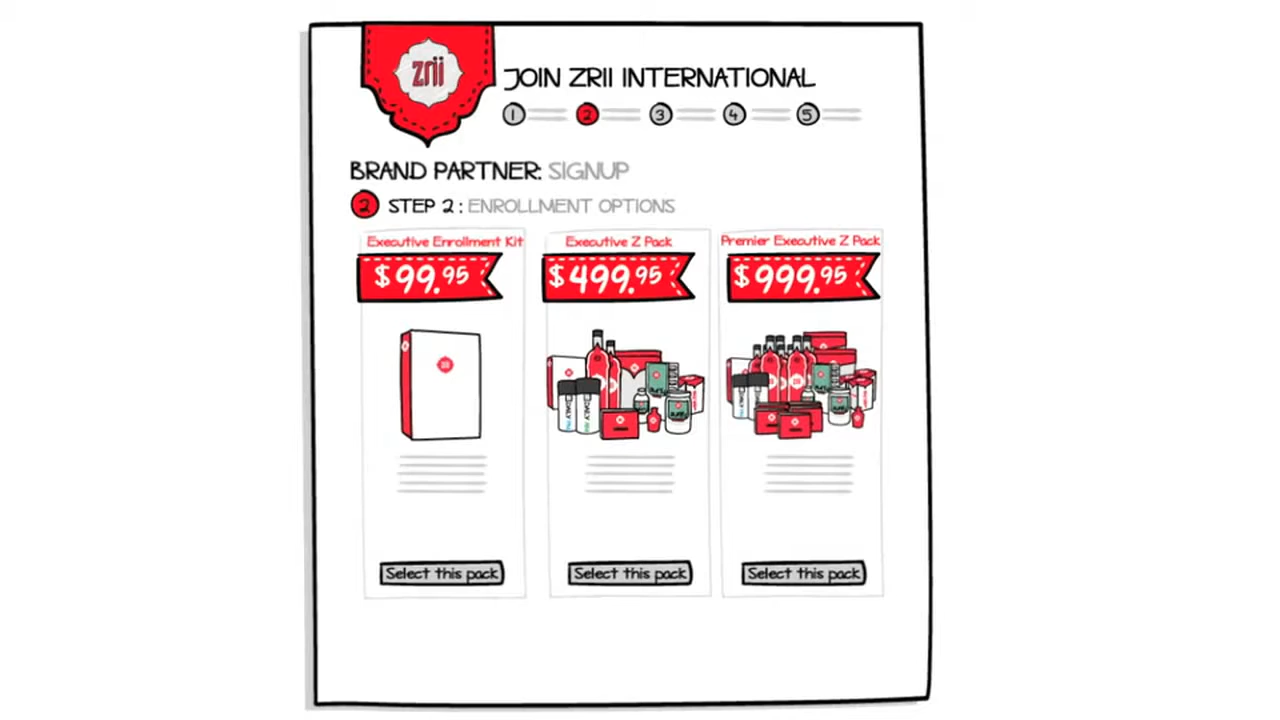 zrii
JOIN ZRII INTERNATIONAL
1 2 3 4 5
BRAND PARTNER: SIGNUP
2 STEP 2: ENROLLMENT OPTIONS
Executive Enrollment Kit
$99.95
Select this pack
Executive Z Pack
$499.95
Select this pack
Premier Executive Z Pack
$999.95
Select this pack